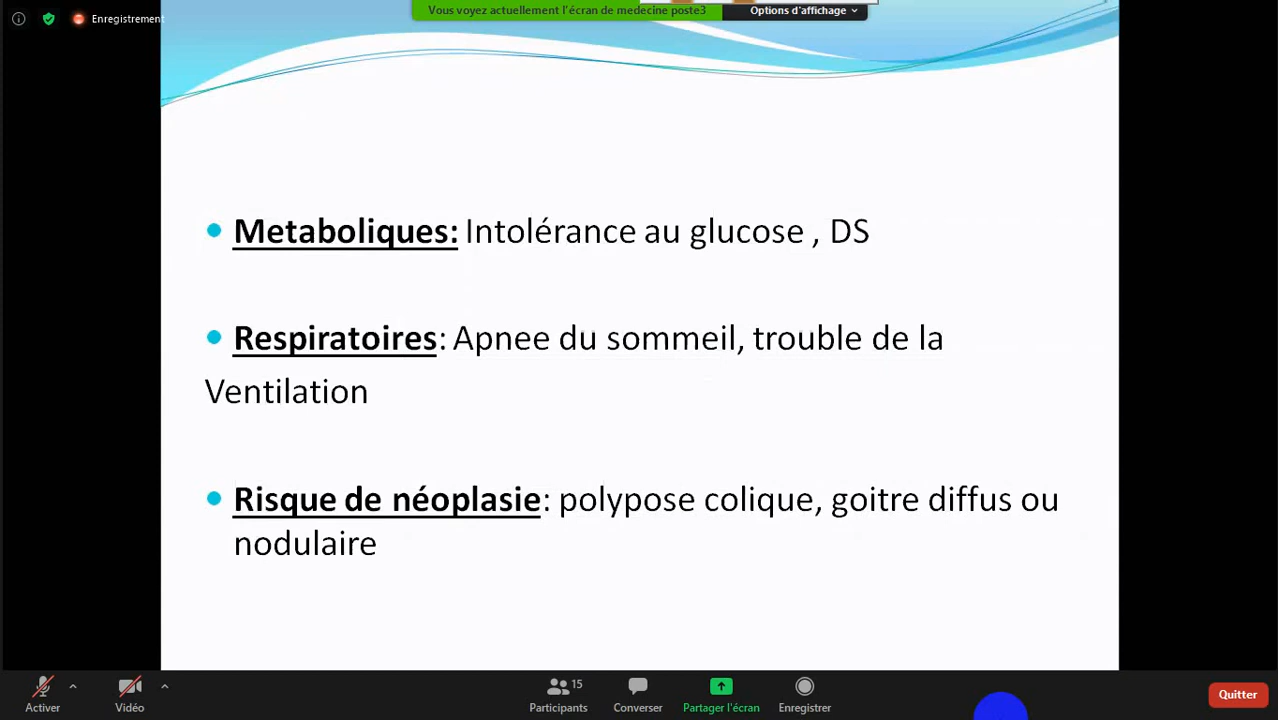 Enregistrement
Vous voyez actuellement l'écran de medecine poste3
Options d'affichage
Metaboliques: Intolérance au glucose , DS
Respiratoires: Apnee du sommeil, trouble de la
Ventilation
Risque de néoplasie: polypose colique, goitre diffus ou
nodulaire
Activer
Vidéo
15
Participants
Converser
Partager l'écran
Enregistrer
Quitter